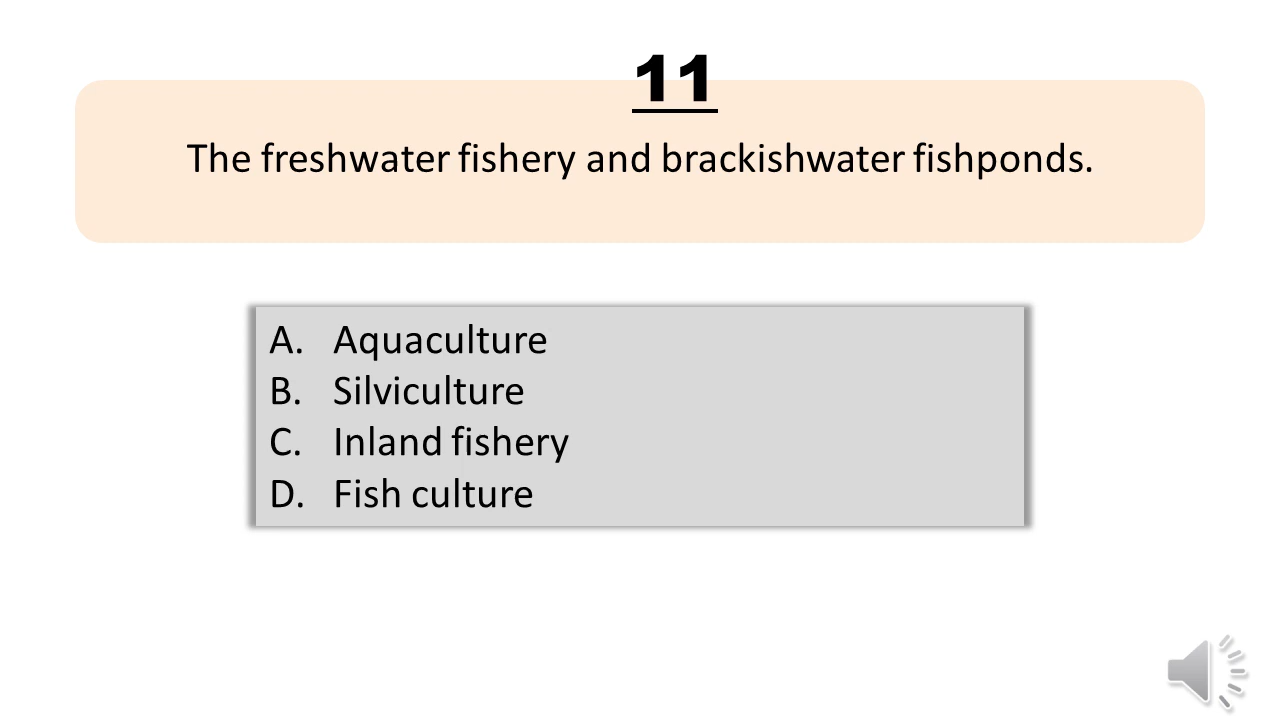 11
The freshwater fishery and brackishwater fishponds.
A. Aquaculture
B. Silviculture
C. Inland fishery
D. Fish culture